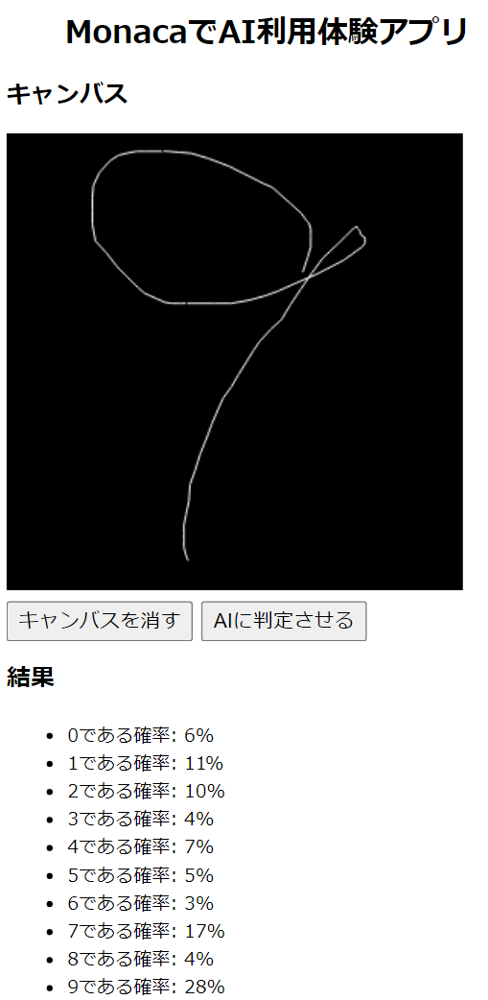 MonacaでAI利用体験アプリ
キャンバス
9
キャンバスを消す AIに判定させる
結果
• 0である確率: 6%
• 1である確率: 11%
• 2である確率: 10%
• 3である確率: 4%
• 4である確率: 7%
• 5である確率: 5%
• 6である確率: 3%
• 7である確率: 17%
• 8である確率: 4%
• 9である確率: 28%